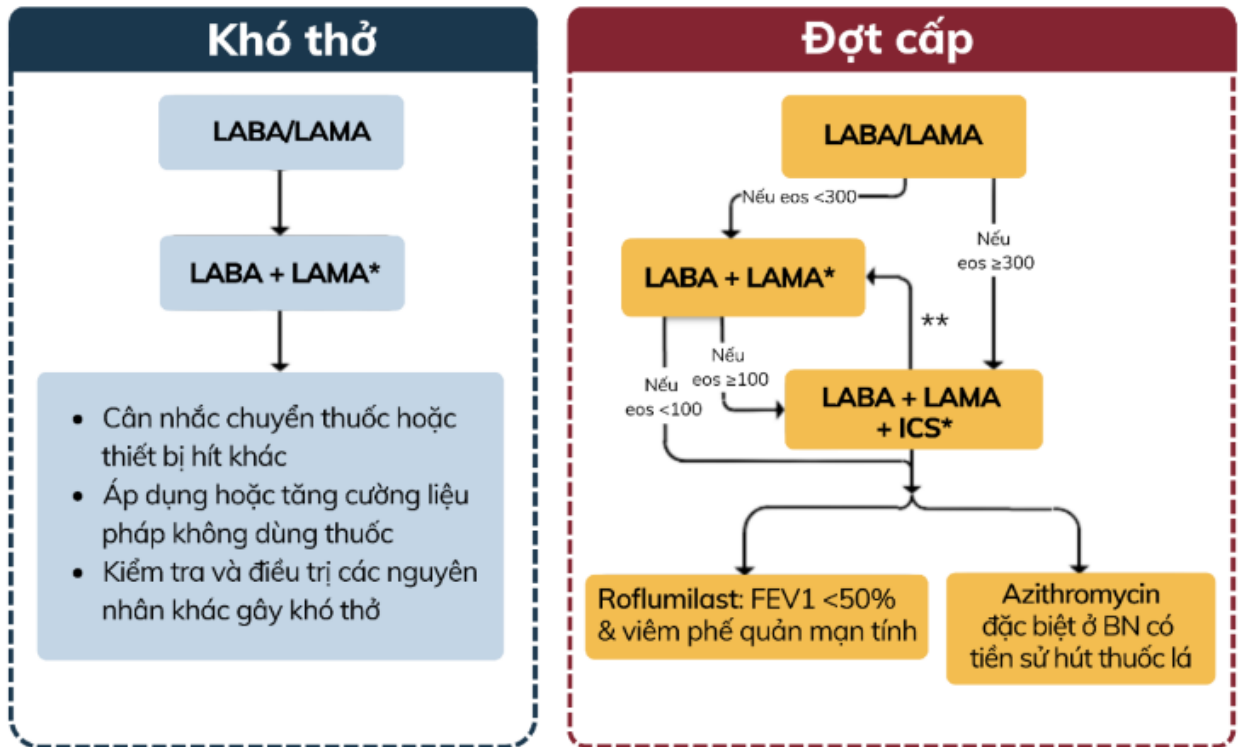 Khó thở
LABA/LAMA
LABA + LAMA*
• Cân nhắc chuyển thuốc hoặc
thiết bị hít khác
• Áp dụng hoặc tăng cường liệu
pháp không dùng thuốc
• Kiểm tra và điều trị các nguyên
nhân khác gây khó thở
Đợt cấp
LABA/LAMA
Nếu eos <300
Nếu
eos ≥300
LABA + LAMA*
**
Nếu
eos ≥100
Nếu
eos <100
LABA + LAMA
+ ICS*
Roflumilast: FEV1 <50%
& viêm phế quản mạn tính
Azithromycin
đặc biệt ở BN có
tiền sử hút thuốc lá